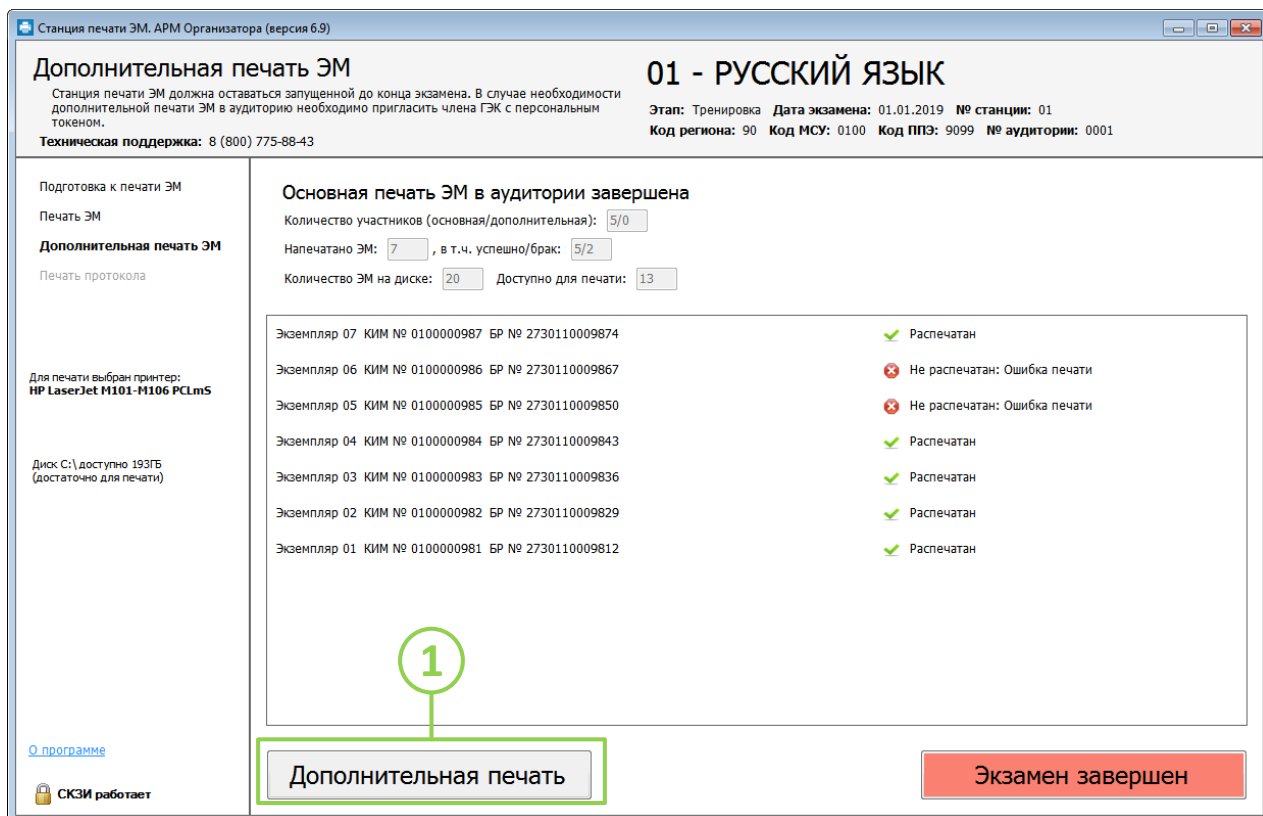 Станция печати ЭМ. АРМ Организатора (версия 6.9)
Дополнительная печать ЭМ
Станция печати ЭМ должна оставаться запущенной до конца экзамена. В случае необходимости
дополнительной печати ЭМ в аудиторию необходимо пригласить члена ГЭК с персональным
токеном.
Техническая поддержка: 8 (800) 775-88-43
01 - РУССКИЙ ЯЗЫК
Этап: Тренировка Дата экзамена: 01.01.2019 № станции: 01
Код региона: 90 Код МСУ: 0100 Код ППЭ: 9099 № аудитории: 0001
Подготовка к печати ЭМ
Печать ЭМ
Дополнительная печать ЭМ
Печать протокола
Для печати выбран принтер:
HP LaserJet M101-M106 PCLmS
Диск C:\ доступно 193ГБ
(достаточно для печати)
О программе
СКЗИ работает
Основная печать ЭМ в аудитории завершена
Количество участников (основная/дополнительная): 5/0
Напечатано ЭМ: 7 , в т.ч. успешно/брак: 5/2
Количество ЭМ на диске: 20 Доступно для печати: 13
Экземпляр 07 КИМ № 0100000987 БР № 2730110009874 Распечатан
Экземпляр 06 КИМ № 0100000986 БР № 2730110009867 Не распечатан: Ошибка печати
Экземпляр 05 КИМ № 0100000985 БР № 2730110009850 Не распечатан: Ошибка печати
Экземпляр 04 КИМ № 0100000984 БР № 2730110009843 Распечатан
Экземпляр 03 КИМ № 0100000983 БР № 2730110009836 Распечатан
Экземпляр 02 КИМ № 0100000982 БР № 2730110009829 Распечатан
Экземпляр 01 КИМ № 0100000981 БР № 2730110009812 Распечатан
1
Дополнительная печать
Экзамен завершен